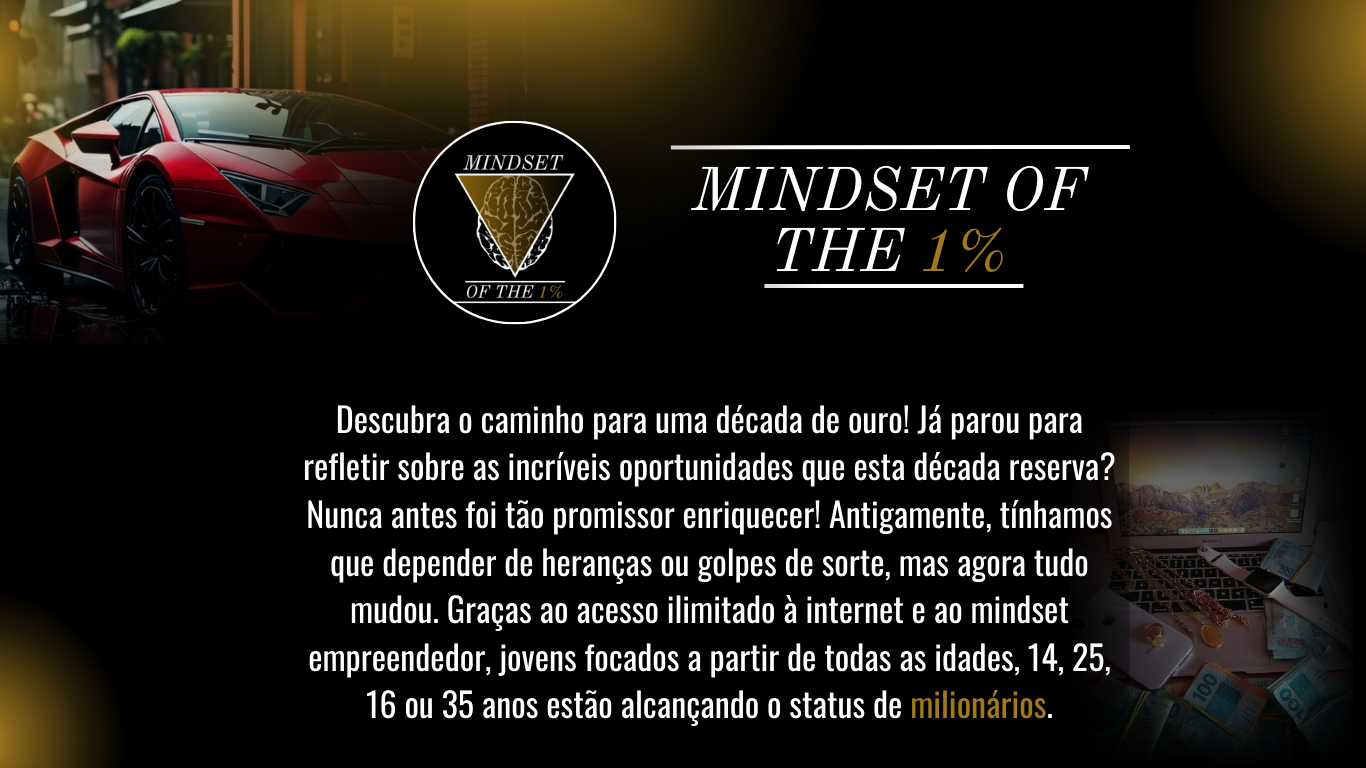 MINDSET
OF THE 1%
MINDSET OF
THE 1%
Descubra o caminho para uma década de ouro! Já parou para
refletir sobre as incríveis oportunidades que esta década reserva?
Nunca antes foi tão promissor enriquecer! Antigamente, tínhamos
que depender de heranças ou golpes de sorte, mas agora tudo
mudou. Graças ao acesso ilimitado à internet e ao mindset
empreendedor, jovens focados a partir de todas as idades, 14, 25,
16 ou 35 anos estão alcançando o status de milionários.
100
100